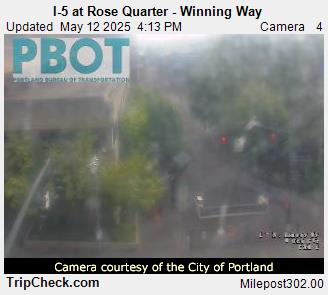 I-5 at Rose Quarter - Winning Way
Updated May 12 2025 4:13 PM Camera 4
PBOT
PORTLAND BUREAU OF TRANSPORTATION
Camera courtesy of the City of Portland
TripCheck.com Milepost302.00